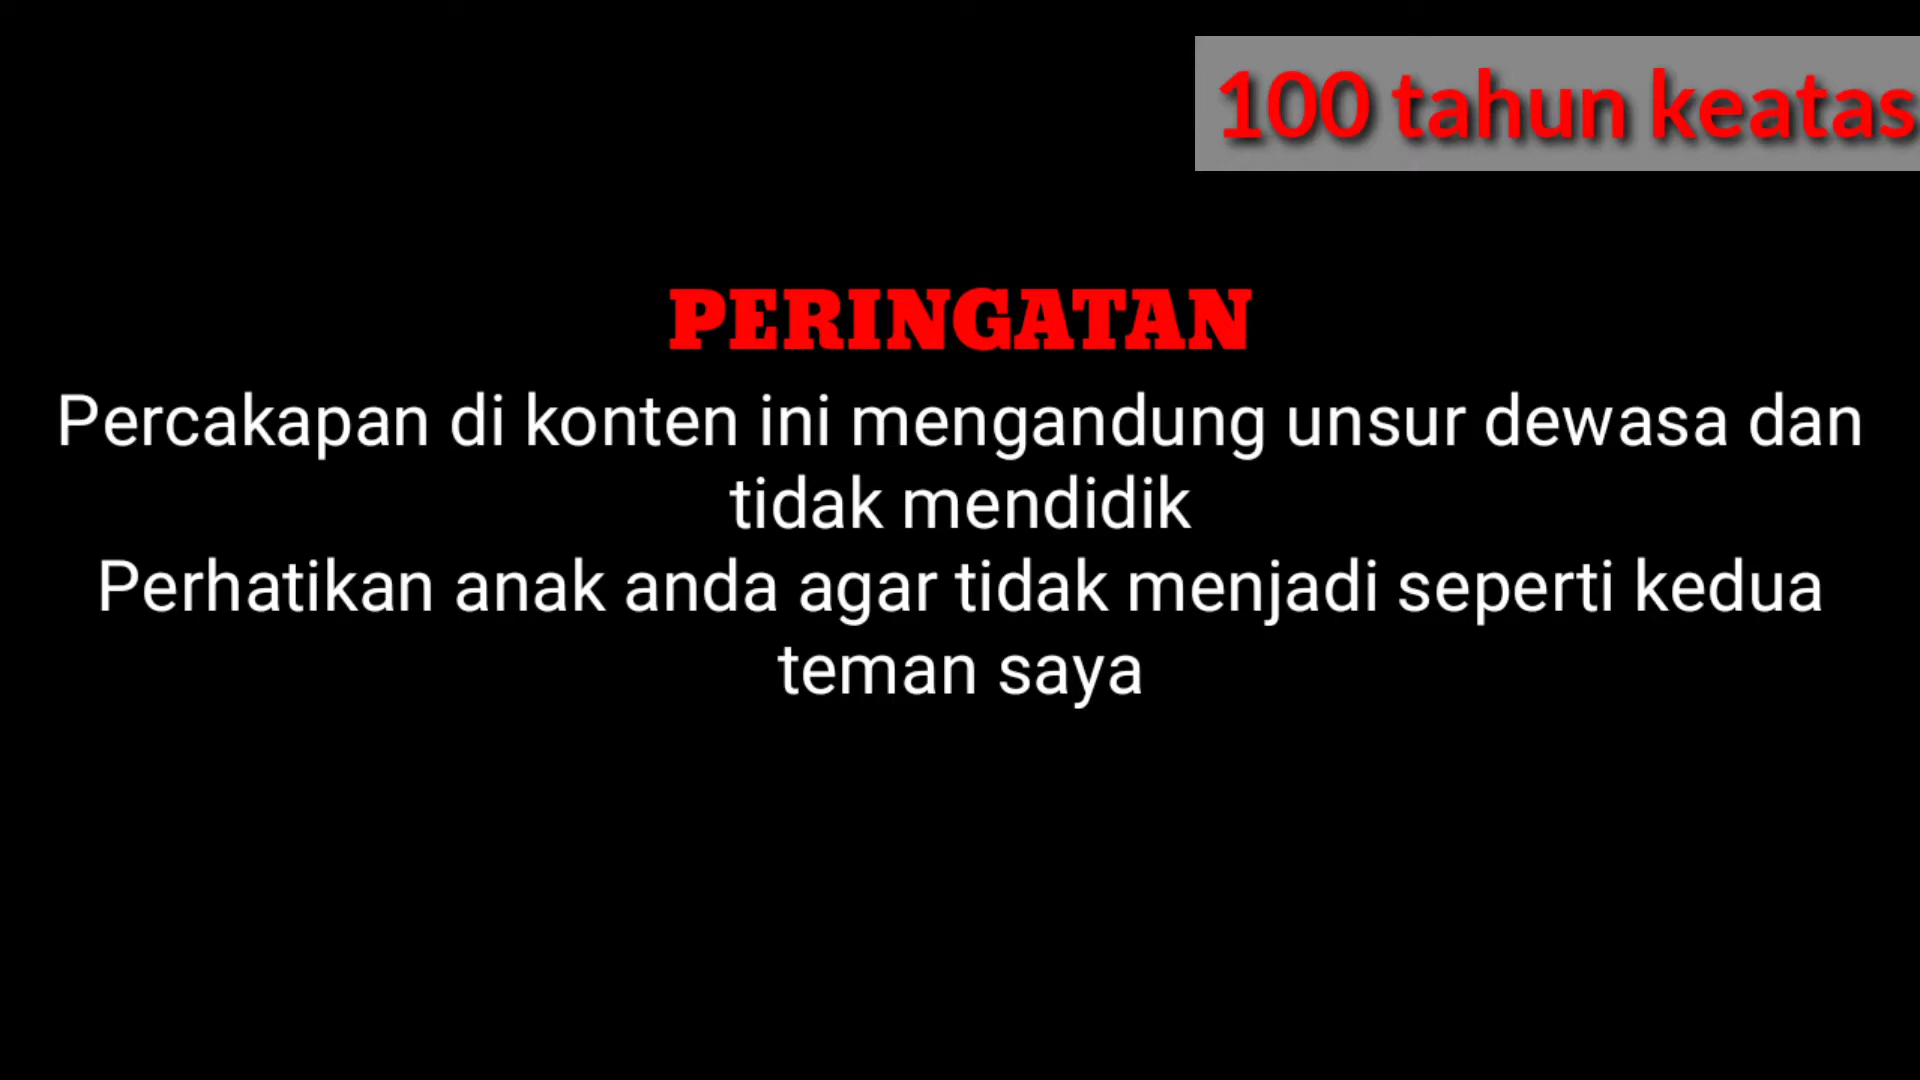 100 tahun keatas
PERINGATAN
Percakapan di konten ini mengandung unsur dewasa dan
tidak mendidik
Perhatikan anak anda agar tidak menjadi seperti kedua
teman saya